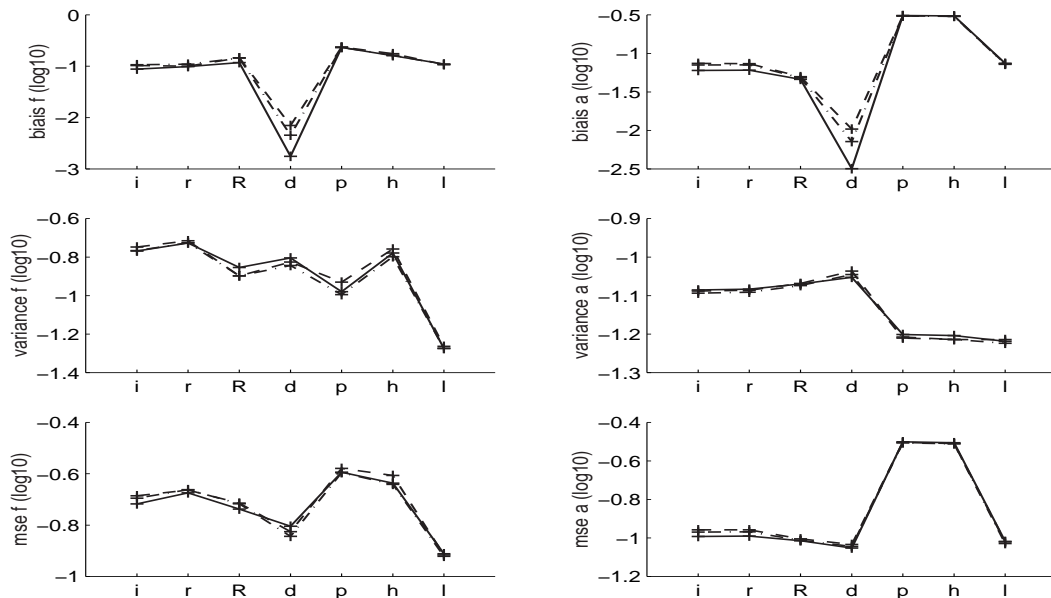 biais f (log10)
0
−1
−2
−3
i r R d p h l
biais a (log10)
−0.5
−1
−1.5
−2
−2.5
i r R d p h l
variance f (log10)
−0.6
−0.8
−1
−1.2
−1.4
i r R d p h l
variance a (log10)
−0.9
−1
−1.1
−1.2
−1.3
i r R d p h l
mse f (log10)
−0.4
−0.6
−0.8
−1
i r R d p h l
mse a (log10)
−0.4
−0.6
−0.8
−1
−1.2
i r R d p h l